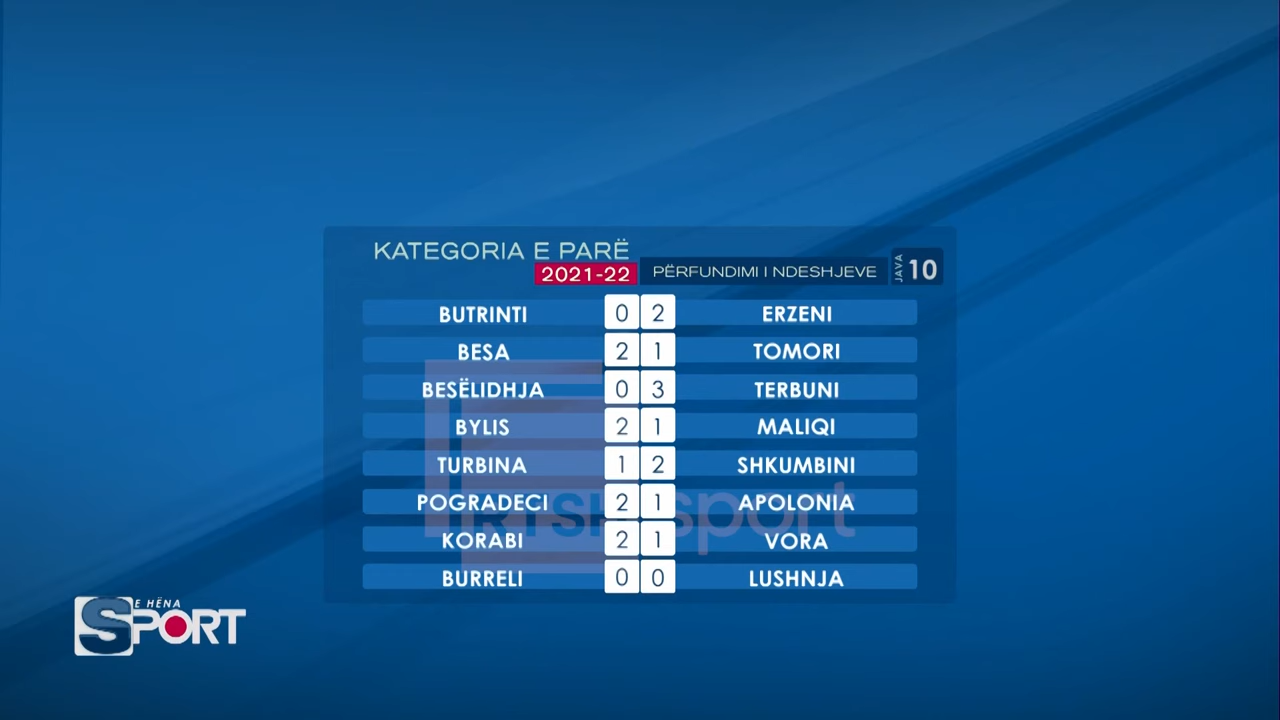 KATEGORIA E PARË
2021-22 PËRFUNDIMI I NDESHJEVE JAVA 10
BUTRINTI 0 2 ERZENI
BESA 2 1 TOMORI
BESËLIDHJA 0 3 TERBUNI
BYLIS 2 1 MALIQI
TURBINA 1 2 SHKUMBINI
POGRADECI 2 1 APOLONIA
RTSH sport
KORABI 2 1 VORA
BURRELI 0 0 LUSHNJA
E HËNA
SPORT